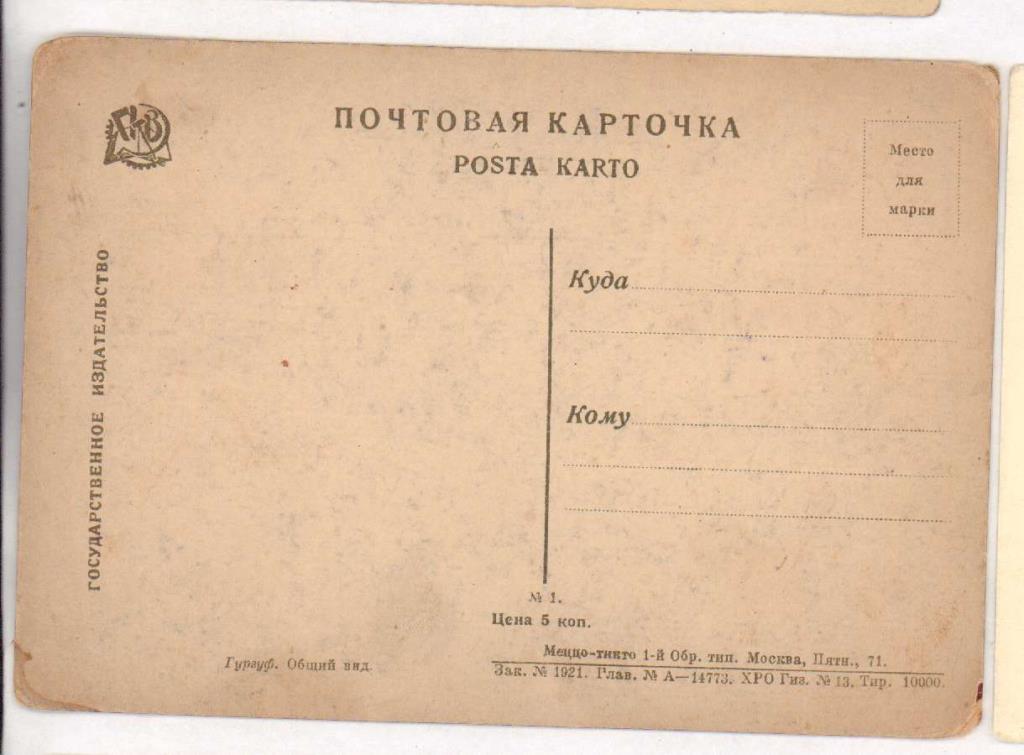 ПОЧТОВАЯ КАРТОЧКА
POSTA KARTO
Место
для
марки
ГОСУДАРСТВЕННОЕ ИЗДАТЕЛЬСТВО
Куда
Кому
№ 1.
Цена 5 коп.
Гурзуф. Общий вид.
Меццо-тинто 1-й Обр. тип. Москва, Пятн., 71.
Зак. № 1921. Глав. № А—14773. ХРО Гиз. № 13. Тир. 10000.